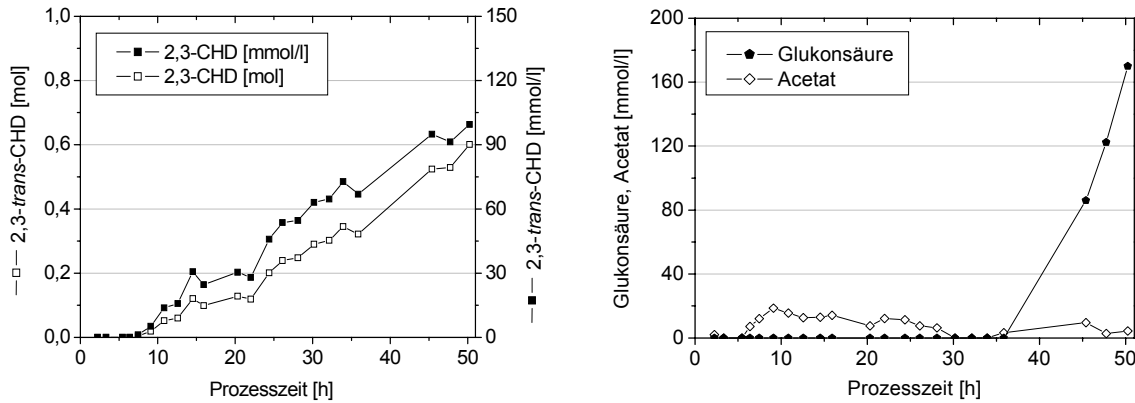 1,0
0,8
0,6
0,4
0,2
0,0
—□— 2,3-trans-CHD [mol]
2,3-CHD [mmol/l]
2,3-CHD [mol]
150
120
90
60
30
0
—■— 2,3-trans-CHD [mmol/l]
0 10 20 30 40 50
Prozesszeit [h]
200
160
120
80
40
0
Glukonsäure, Acetat [mmol/l]
Glukonsäure
Acetat
0 10 20 30 40 50
Prozesszeit [h]